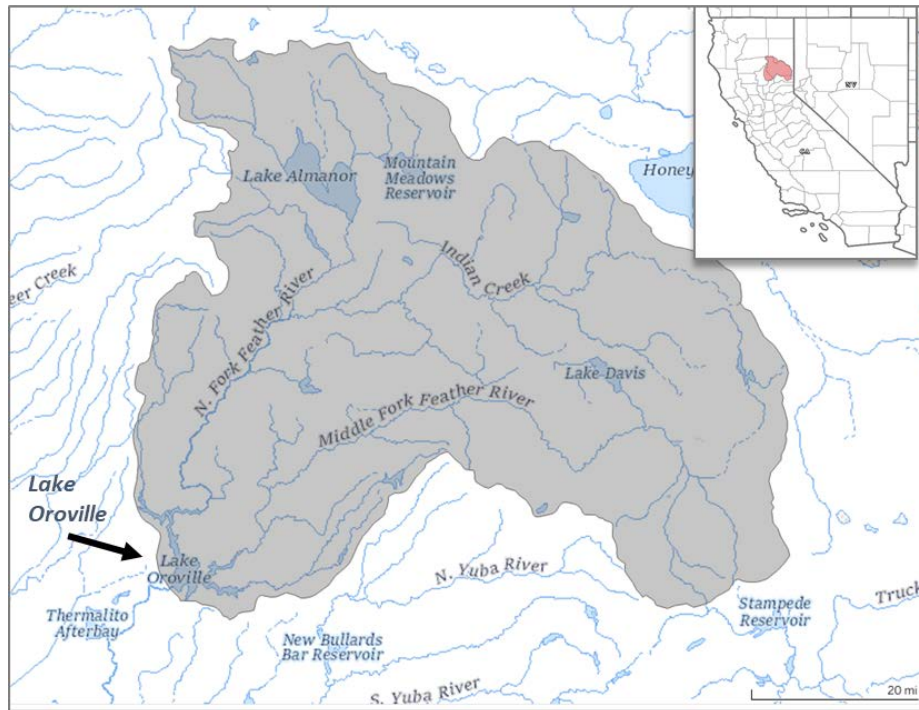 NV
CA
Lake Almanor
Mountain
Meadows
Reservoir
Honey
eer Creek
Indian Creek
N. Fork Feather River
Lake Davis
Middle Fork Feather River
Lake
Oroville
Lake
Oroville
N. Yuba River
Thermalito
Afterbay
New Bullards
Bar Reservoir
Stampede
Reservoir
Truck
S. Yuba River
20 mi